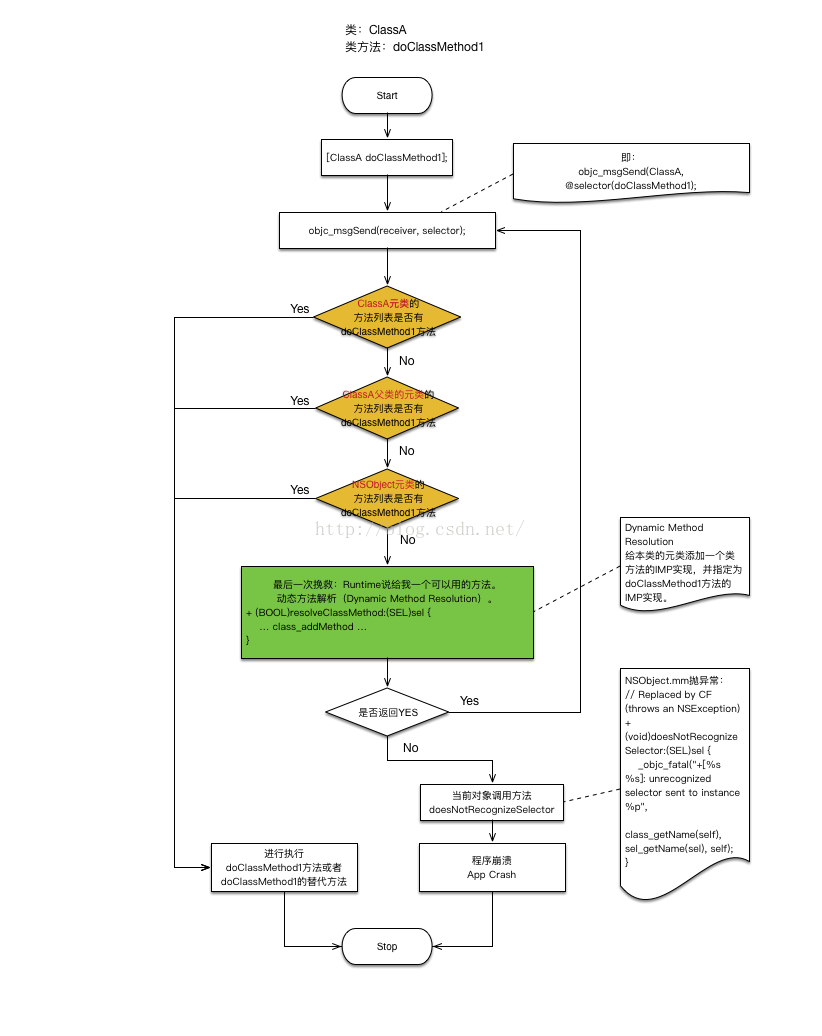 类：ClassA
类方法：doClassMethod1
Start
[ClassA doClassMethod1];
即：
objc_msgSend(ClassA,
@selector(doClassMethod1);
objc_msgSend(receiver, selector);
ClassA元类的
方法列表是否有
doClassMethod1方法
Yes
No
ClassA父类的元类的
方法列表是否有
doClassMethod1方法
Yes
No
NSObject元类的
方法列表是否有
doClassMethod1方法
Yes
No
http://blog.csdn.net/
Dynamic Method
Resolution
给本类的元类添加一个类
方法的IMP实现，并指定为
doClassMethod1方法的
IMP实现。
最后一次挽救：Runtime说给我一个可以用的方法。
动态方法解析（Dynamic Method Resolution）。
+ (BOOL)resolveClassMethod:(SEL)sel {
... class_addMethod ...
}
是否返回YES
Yes
No
NSObject.mm抛异常：
// Replaced by CF
(throws an NSException)
+
(void)doesNotRecognize
Selector:(SEL)sel {
_objc_fatal("+[%s
%s]: unrecognized
selector sent to instance
%p",
class_getName(self),
sel_getName(sel), self);
}
当前对象调用方法
doesNotRecognizeSelector
进行执行
doClassMethod1方法或者
doClassMethod1的替代方法
程序崩溃
App Crash
Stop